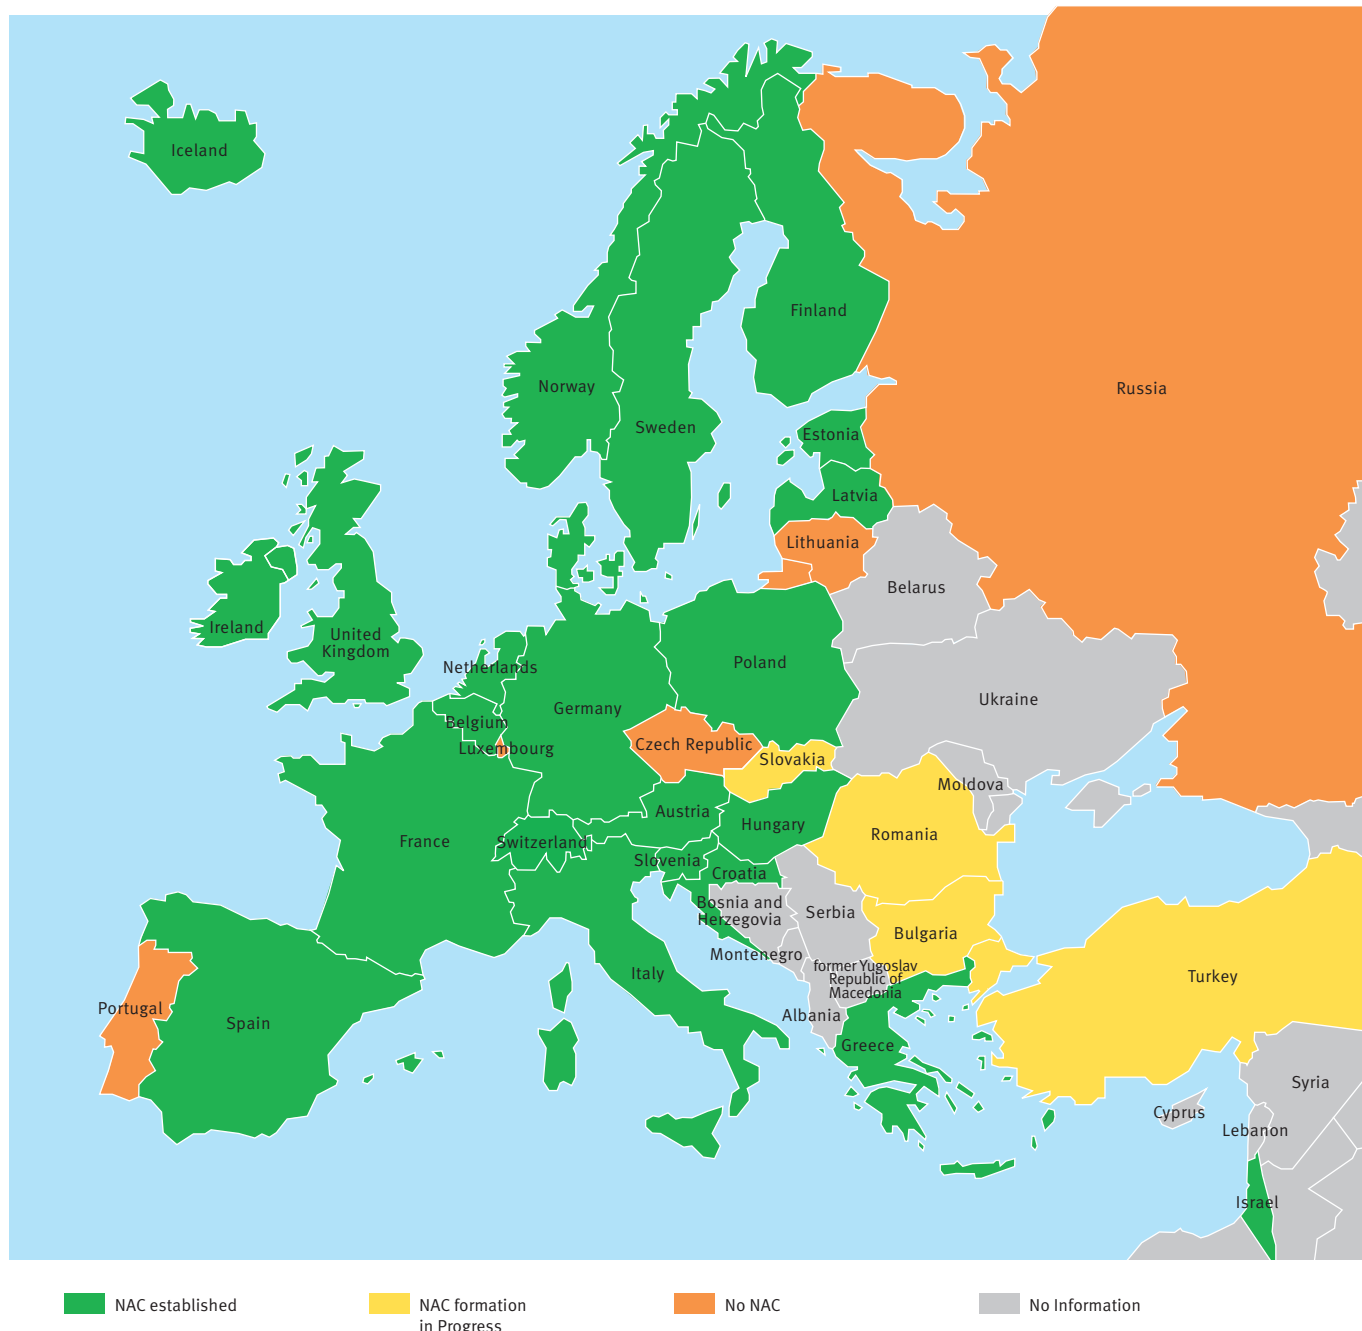 Iceland
Finland
Norway
Russia
Sweden
Estonia
Latvia
Lithuania
Belarus
Ireland
United
Kingdom
Netherlands
Poland
Germany
Ukraine
Belgium
Luxembourg
Czech Republic
Slovakia
Moldova
Austria
Hungary
Romania
France
Switzerland
Slovenia
Croatia
Bosnia and
Herzegovia
Serbia
Bulgaria
Montenegro
former Yugoslav
Republic of
Macedonia
Italy
Turkey
Portugal
Spain
Albania
Greece
Syria
Cyprus
Lebanon
Israel
NAC established
NAC formation
in Progress
No NAC
No Information